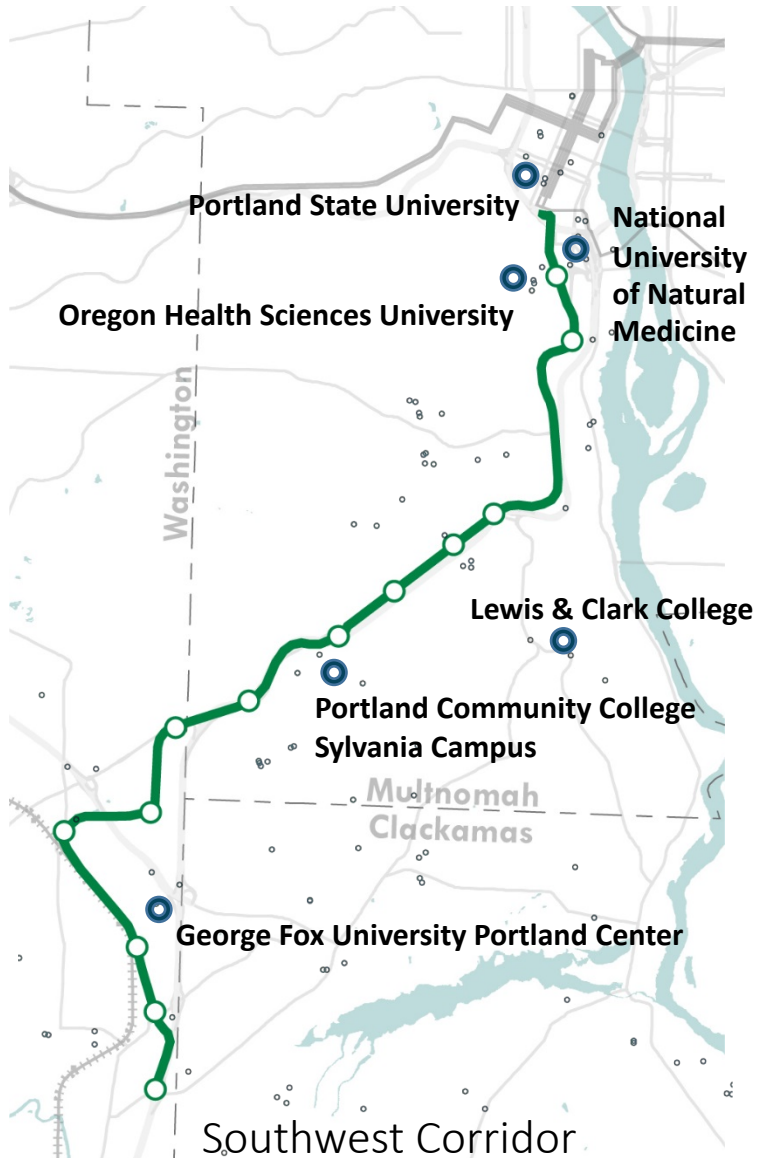 Portland State University
National
University
of Natural
Medicine
Oregon Health Sciences University
Washington
Lewis & Clark College
Portland Community College
Sylvania Campus
Multnomah
Clackamas
George Fox University Portland Center
Southwest Corridor